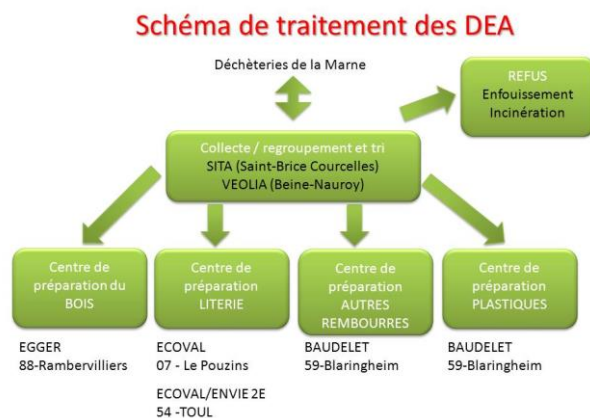 Schéma de traitement des DEA
Déchèteries de la Marne
REFUS
Enfouissement
Incinération
Collecte / regroupement et tri
SITA (Saint-Brice Courcelles)
VEOLIA (Beine-Nauroy)
Centre de
préparation du
BOIS
Centre de
préparation
LITERIE
Centre de
préparation
AUTRES
REMBOURRES
Centre de
préparation
PLASTIQUES
EGGER
88-Rambervilliers
ECOVAL
07 - Le Pouzins
ECOVAL/ENVIE 2E
54 -TOUL
BAUDELET
59-Blaringheim
BAUDELET
59-Blaringheim